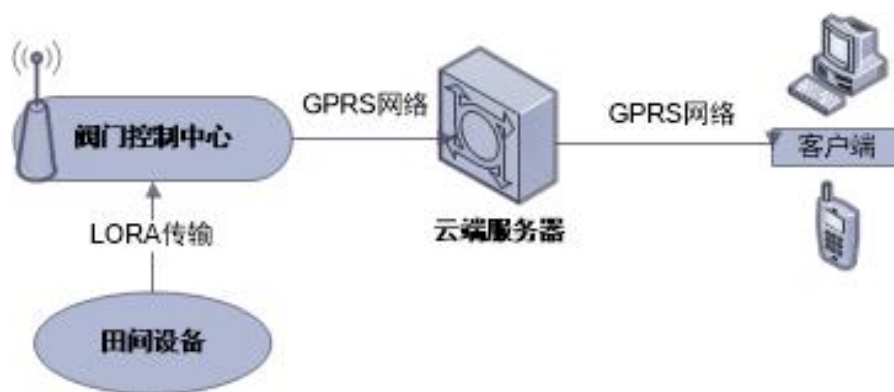 GPRS网络
GPRS网络
阀门控制中心
客户端
LORA传输
云端服务器
田间设备